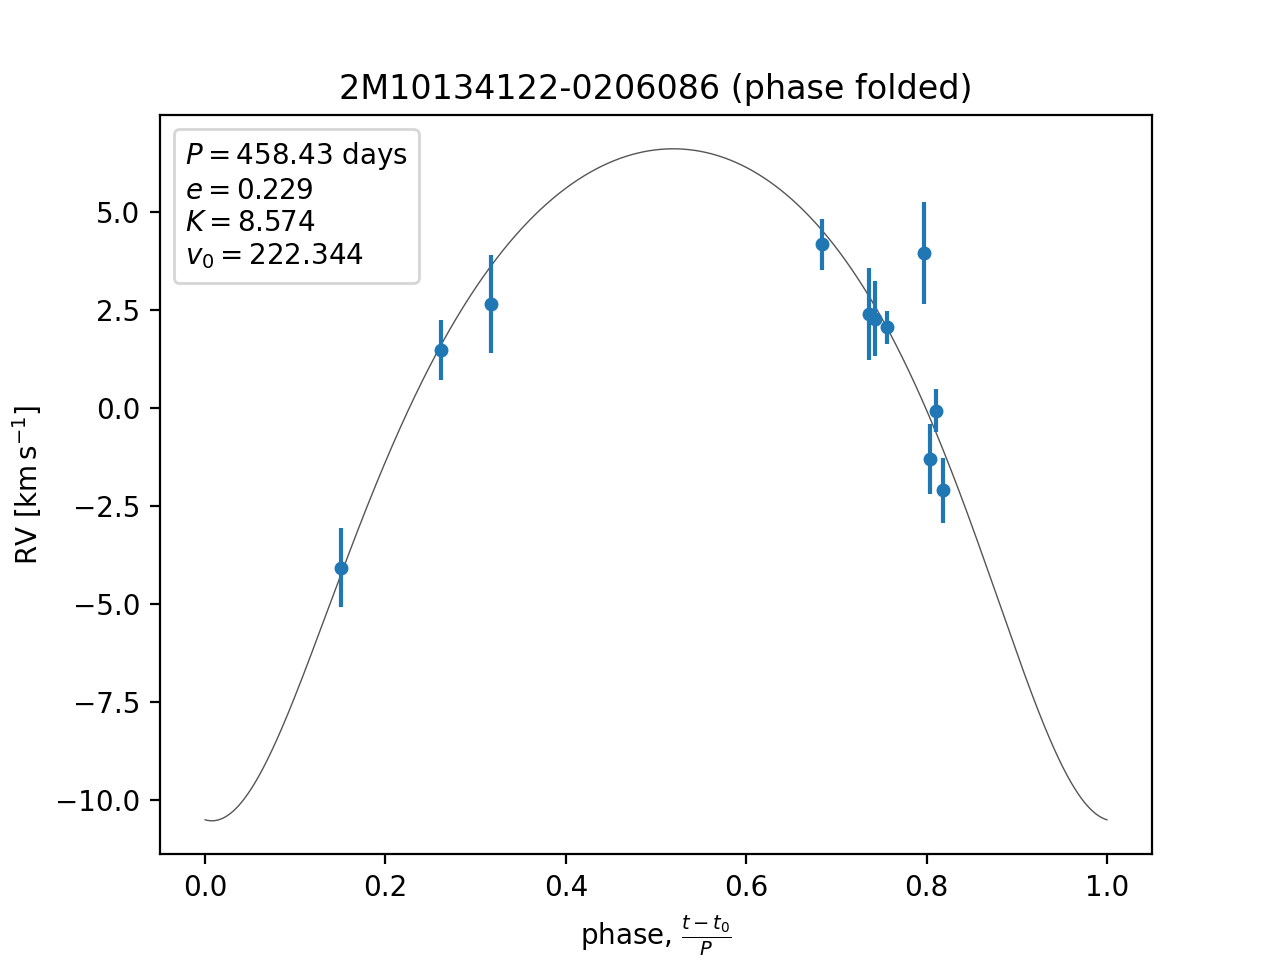 2M10134122-0206086 (phase folded)
P = 458.43 days
e = 0.229
K = 8.574
v₀ = 222.344
5.0
2.5
0.0
−2.5
−5.0
−7.5
−10.0
RV [km s⁻¹]
0.0 0.2 0.4 0.6 0.8 1.0
phase, (t − t₀)/P